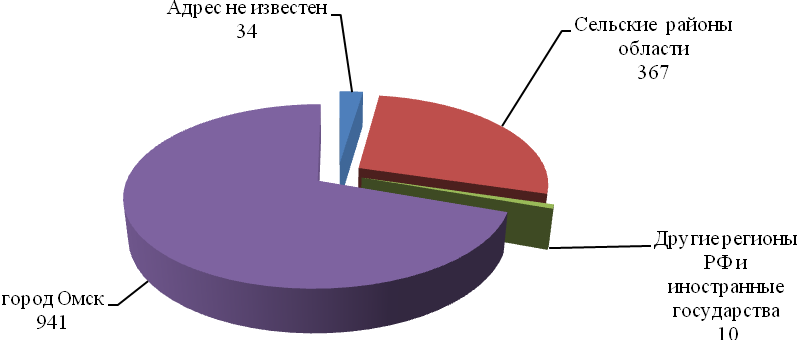 Адрес не известен
34
Сельские районы
области
367
Другие регионы
РФ и
иностранные
государства
10
город Омск
941